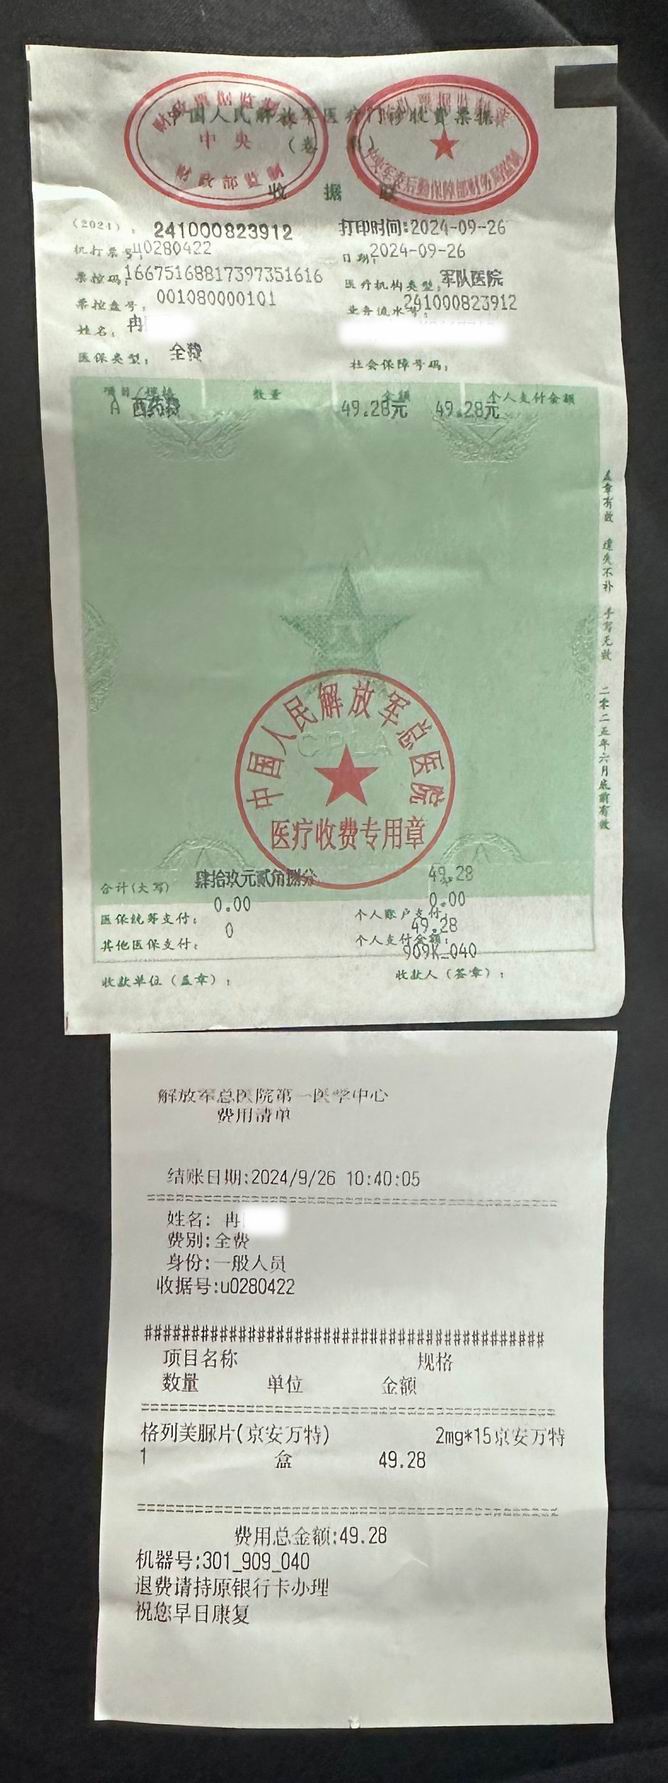 中国人民解放军医疗门诊收费票据
(卷 式)
收 据 联
中 央
财政部监制
(2021): 241000823912
打印时间:2024-09-26
机打票号:u0280422
日期:2024-09-26
票控码:16675168817397351616
医疗机构类型:军队医院
票控盘号:001080000101
业务流水号:241000823912
姓名:冉
医保类型:全费
社会保障号码:
项目/规格 数量 金额 个人支付金额
A 西药费 49.28元 49.28元
盖章有效 遗失不补 手写无效 二零二五年六月底前有效
中国人民解放军总医院
医疗收费专用章
合计(大写) 肆拾玖元贰角捌分 49.28
医保统筹支付:0.00 个人账户支付:0.00
其他医保支付:0 个人支付金额:49.28
909K_040
收款单位(盖章): 收款人(签章):
解放军总医院第一医学中心
费用清单
结账日期:2024/9/26 10:40:05
姓名: 冉
费别:全费
身份:一般人员
收据号:u0280422
项目名称 规格
数量 单位 金额
格列美脲片(京安万特) 2mg*15京安万特
1 盒 49.28
费用总金额:49.28
机器号:301_909_040
退费请持原银行卡办理
祝您早日康复